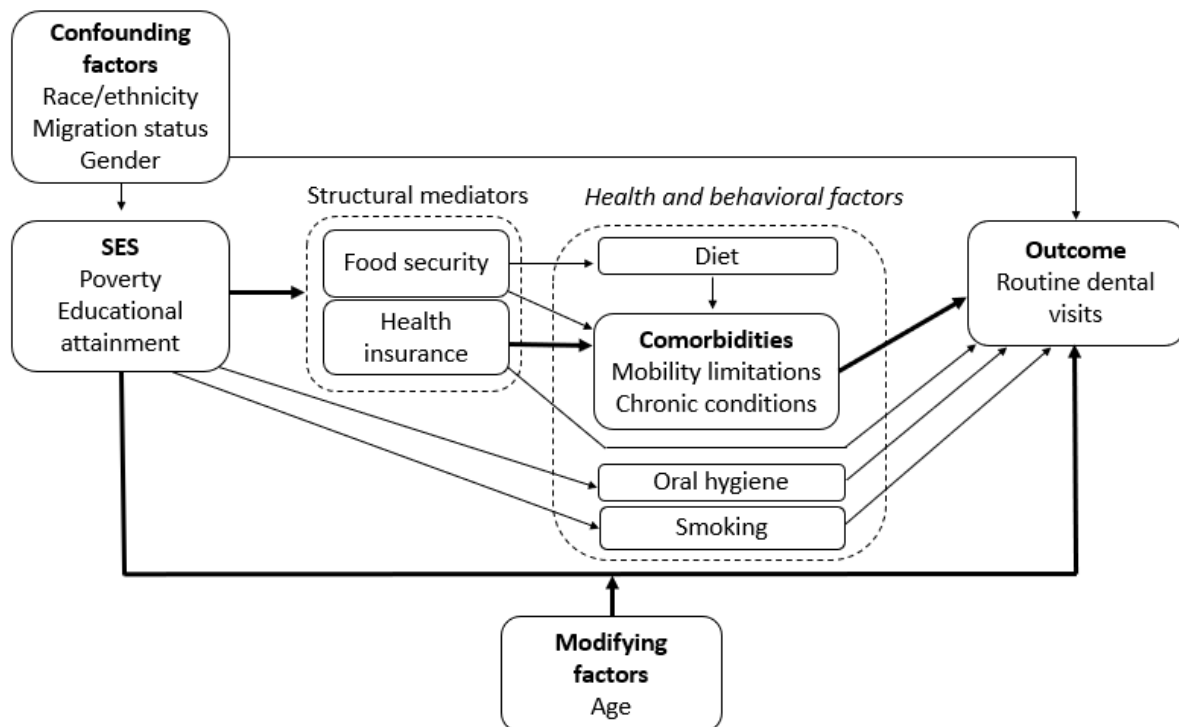 Confounding
factors
Race/ethnicity
Migration status
Gender
Structural mediators
Health and behavioral factors
SES
Poverty
Educational
attainment
Food security
Health
insurance
Diet
Comorbidities
Mobility limitations
Chronic conditions
Oral hygiene
Smoking
Outcome
Routine dental
visits
Modifying
factors
Age